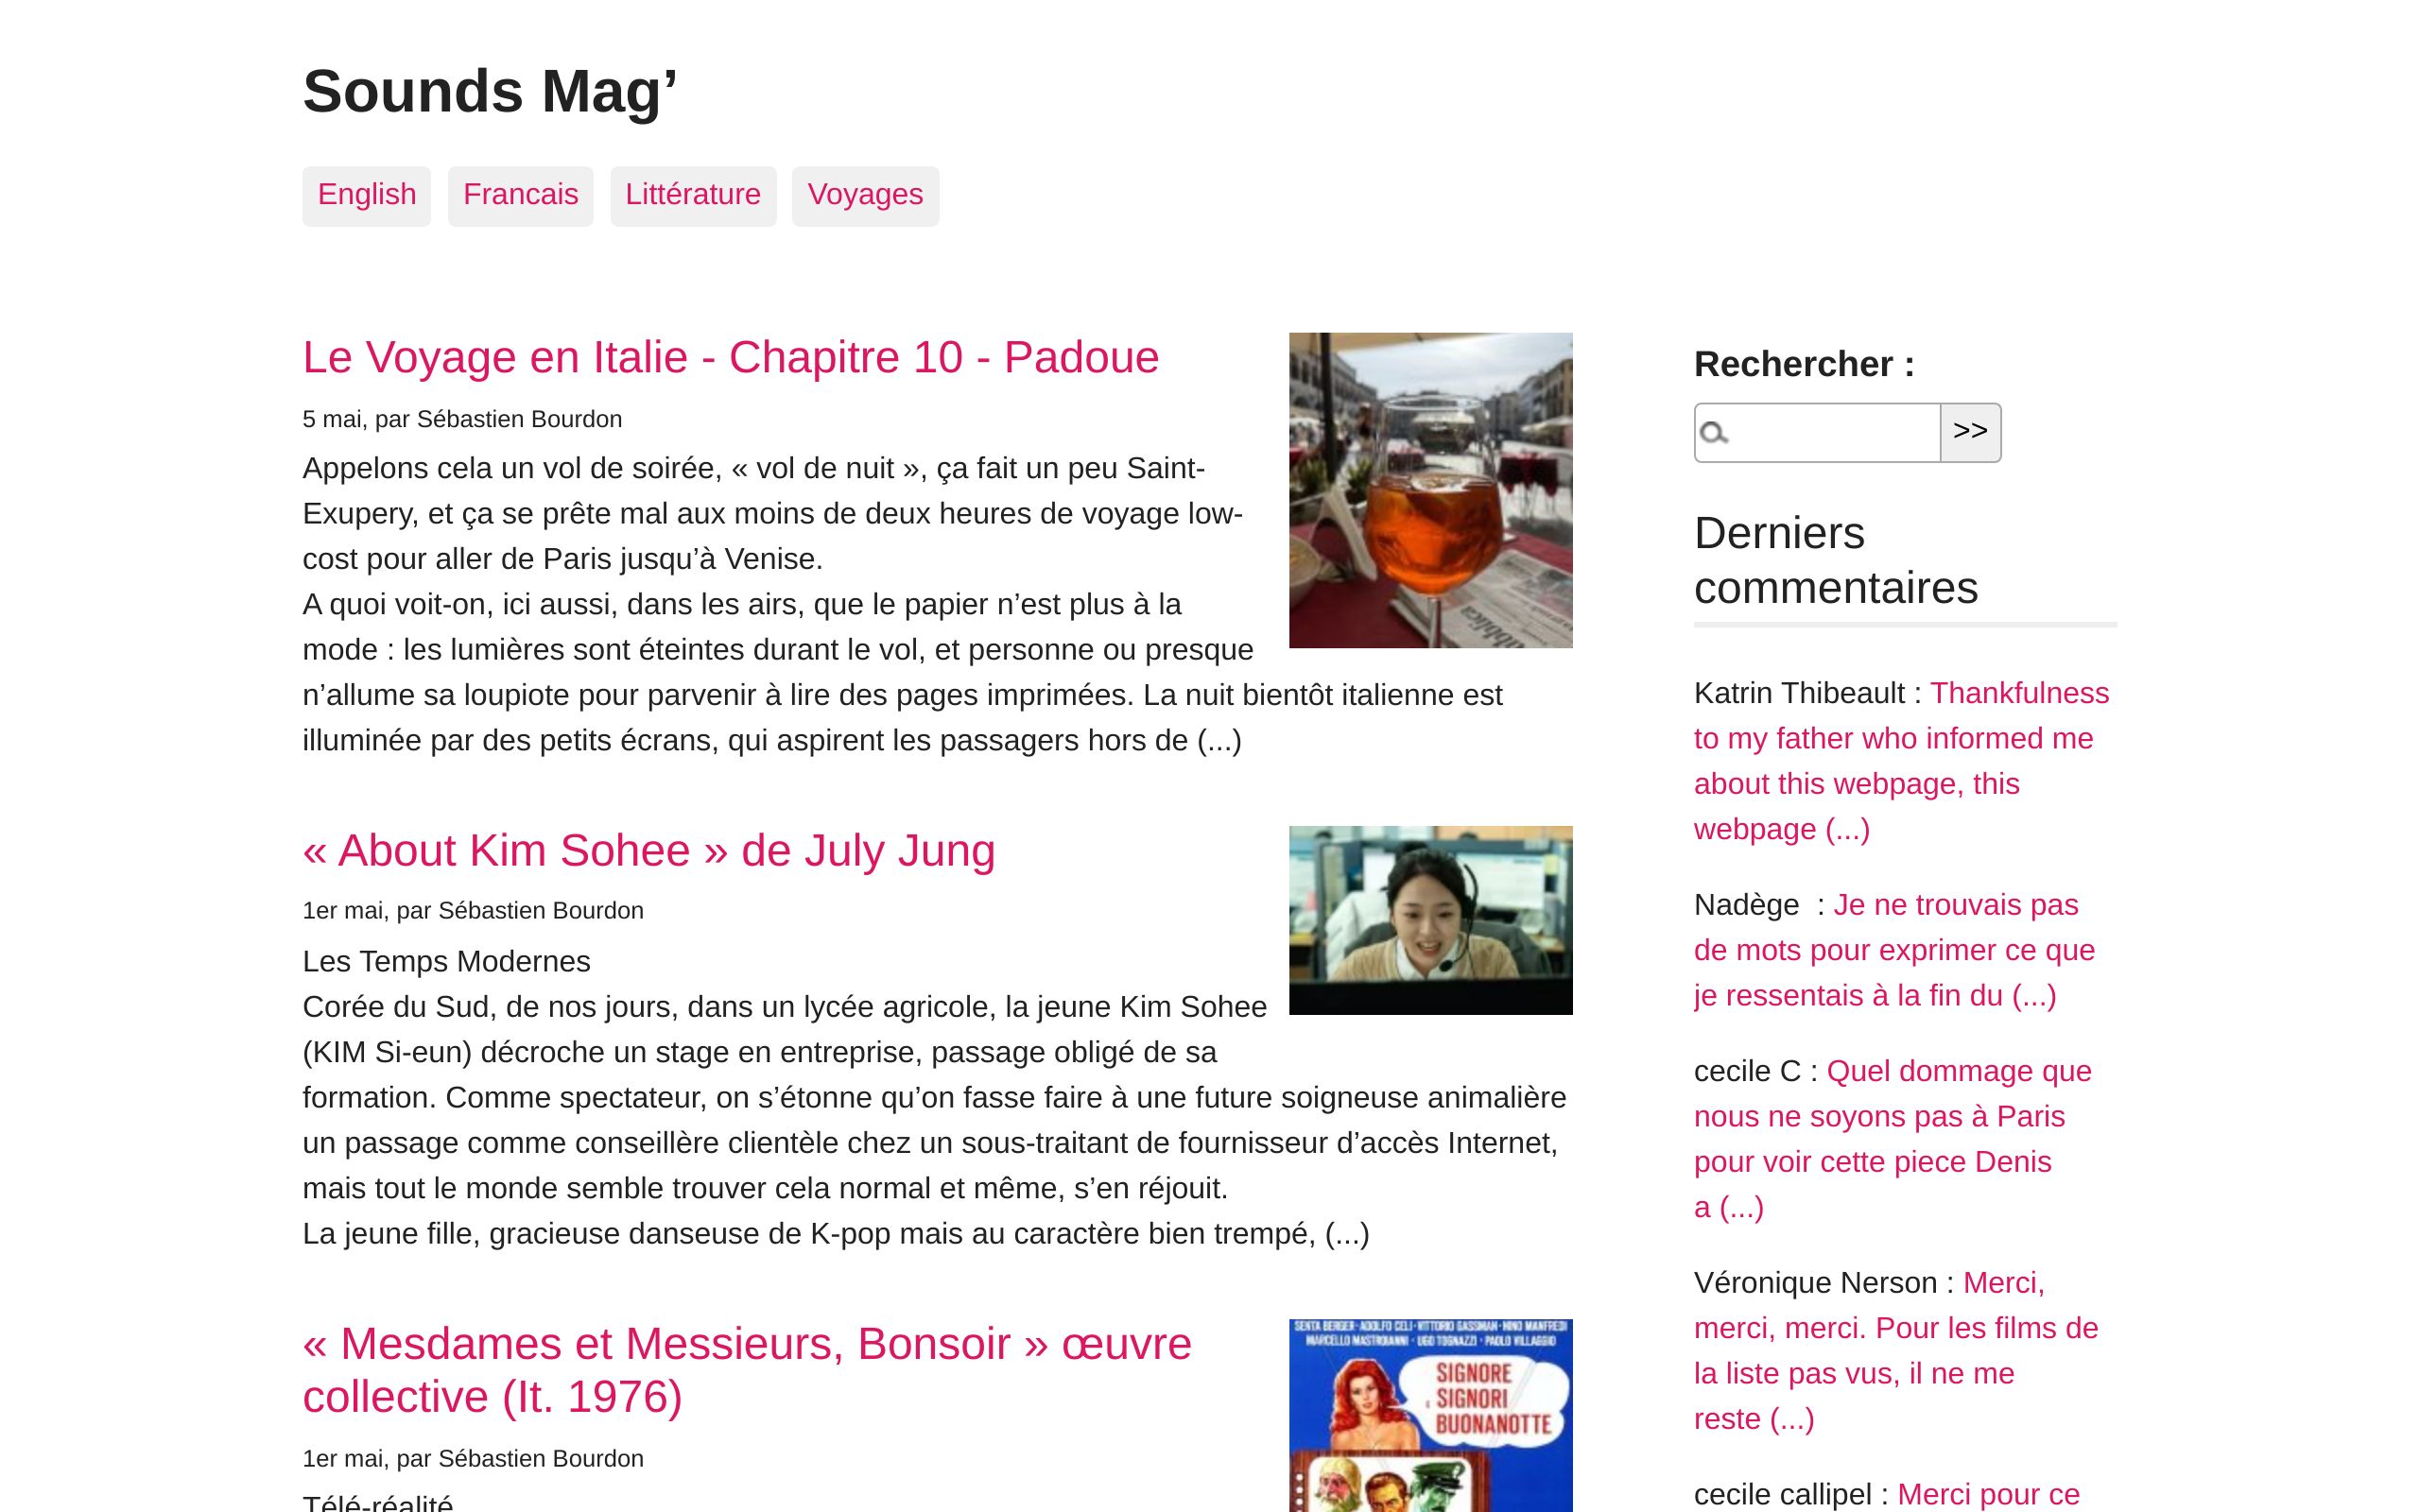 Sounds Mag’
English
Francais
Littérature
Voyages
Le Voyage en Italie - Chapitre 10 - Padoue
5 mai, par Sébastien Bourdon
Appelons cela un vol de soirée, « vol de nuit », ça fait un peu Saint-
Exupery, et ça se prête mal aux moins de deux heures de voyage low-
cost pour aller de Paris jusqu’à Venise.
A quoi voit-on, ici aussi, dans les airs, que le papier n’est plus à la
mode : les lumières sont éteintes durant le vol, et personne ou presque
n’allume sa loupiote pour parvenir à lire des pages imprimées. La nuit bientôt italienne est
illuminée par des petits écrans, qui aspirent les passagers hors de (...)
« About Kim Sohee » de July Jung
1er mai, par Sébastien Bourdon
Les Temps Modernes
Corée du Sud, de nos jours, dans un lycée agricole, la jeune Kim Sohee
(KIM Si-eun) décroche un stage en entreprise, passage obligé de sa
formation. Comme spectateur, on s’étonne qu’on fasse faire à une future soigneuse animalière
un passage comme conseillère clientèle chez un sous-traitant de fournisseur d’accès Internet,
mais tout le monde semble trouver cela normal et même, s’en réjouit.
La jeune fille, gracieuse danseuse de K-pop mais au caractère bien trempé, (...)
« Mesdames et Messieurs, Bonsoir » œuvre
collective (It. 1976)
1er mai, par Sébastien Bourdon
Télé-réalité
SENTA BERGER · ADOLFO CELI · VITTORIO GASSMAN · NINO MANFREDI
MARCELLO MASTROIANNI · UGO TOGNAZZI · PAOLO VILLAGGIO
SIGNORE
E SIGNORI
BUONANOTTE
Rechercher :
>>
Derniers
commentaires
Katrin Thibeault : Thankfulness
to my father who informed me
about this webpage, this
webpage (...)
Nadège  : Je ne trouvais pas
de mots pour exprimer ce que
je ressentais à la fin du (...)
cecile C : Quel dommage que
nous ne soyons pas à Paris
pour voir cette piece Denis
a (...)
Véronique Nerson : Merci,
merci, merci. Pour les films de
la liste pas vus, il ne me
reste (...)
cecile callipel : Merci pour ce